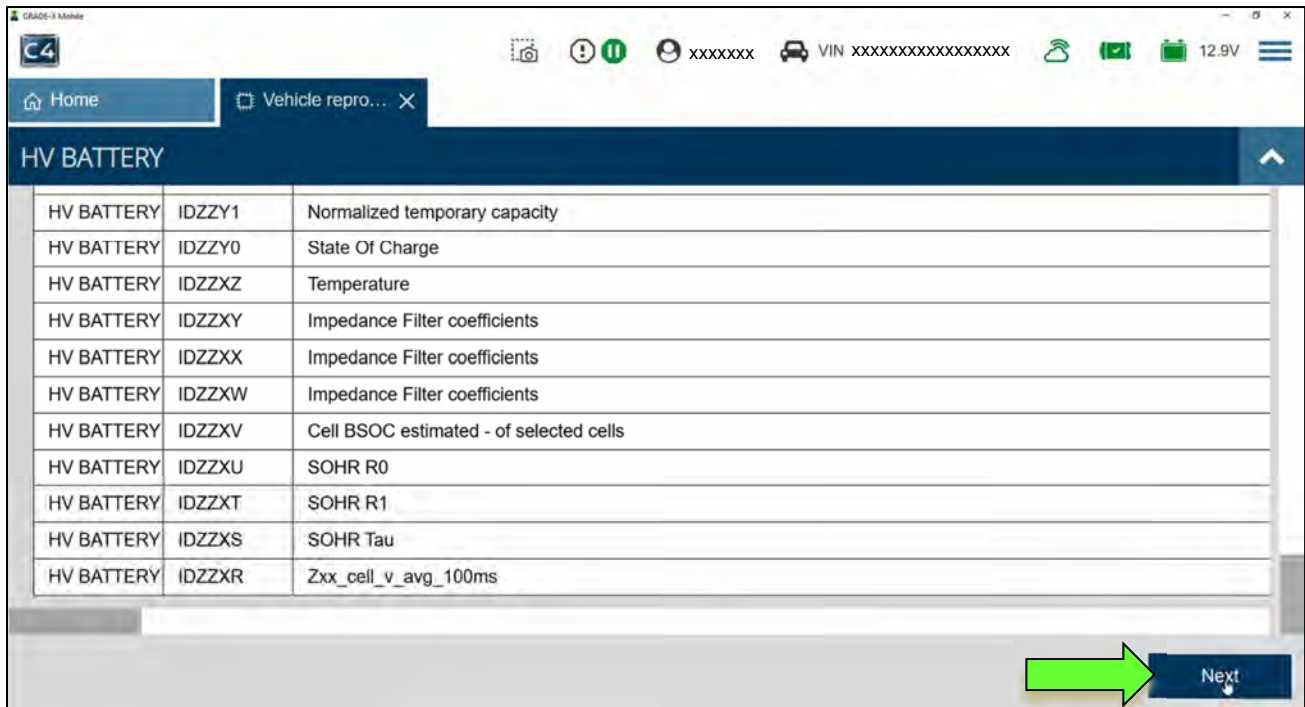 GRADE-X Mobile
C4 xxxxxxx VIN xxxxxxxxxxxxxxxxx 12.9V
Home Vehicle repro...
HV BATTERY
HV BATTERY IDZZY1 Normalized temporary capacity
HV BATTERY IDZZY0 State Of Charge
HV BATTERY IDZZXZ Temperature
HV BATTERY IDZZXY Impedance Filter coefficients
HV BATTERY IDZZXX Impedance Filter coefficients
HV BATTERY IDZZXW Impedance Filter coefficients
HV BATTERY IDZZXV Cell BSOC estimated - of selected cells
HV BATTERY IDZZXU SOHR R0
HV BATTERY IDZZXT SOHR R1
HV BATTERY IDZZXS SOHR Tau
HV BATTERY IDZZXR Zxx_cell_v_avg_100ms
Next